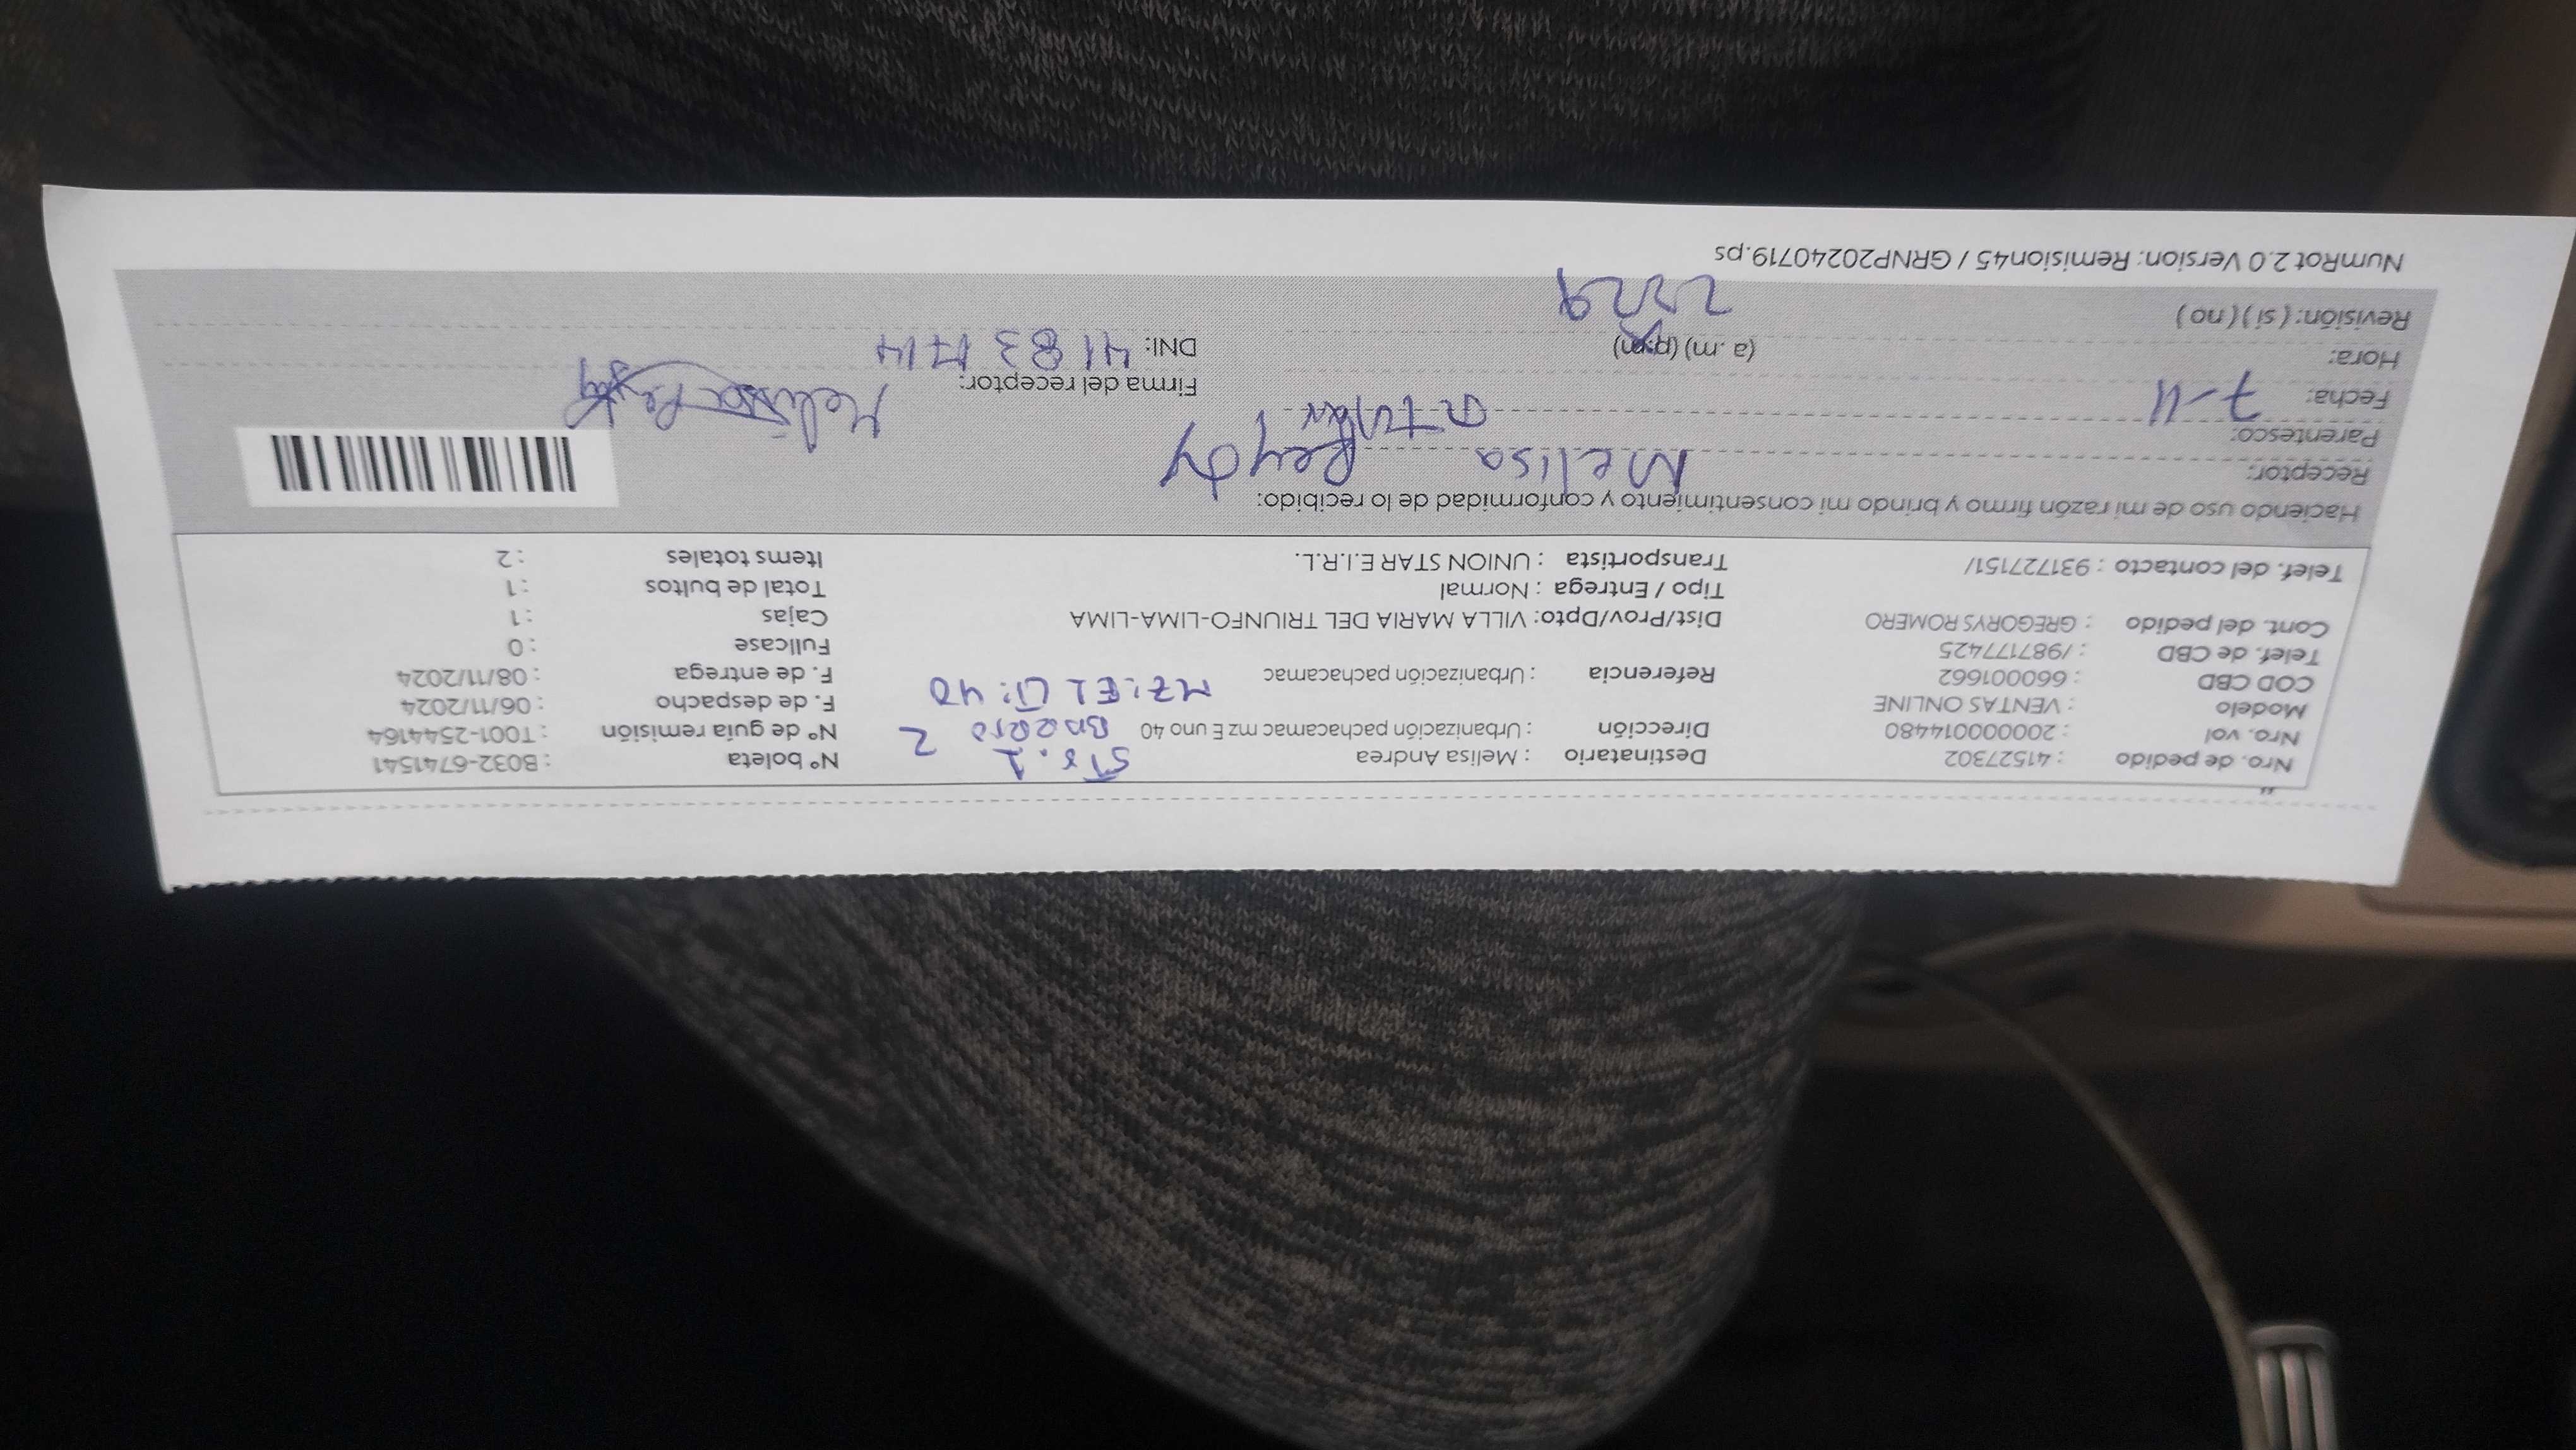 Nro. de pedido : 41527302 Destinatario : Melisa Andrea Nº boleta : B032-6741541
Nro. vol : 2000000144480 Dirección : Urbanización pachacamac mz E uno 40 Nº de guía remisión : T001-2544164
Modelo : VENTAS ONLINE F. de despacho : 06/11/2024
COD CBD : 660001662 Referencia : Urbanización pachacamac MZ: E1 LT: 40 F. de entrega : 08/11/2024
Telef. de CBD : /987177425 Fullcase : 0
Cont. del pedido : GREGORYS ROMERO Dist/Prov/Dpto: VILLA MARIA DEL TRIUNFO-LIMA-LIMA Cajas : 1
Tipo / Entrega : Normal Total de bultos : 1
Telef. del contacto : 931727151/ Transportista : UNION STAR E.I.R.L. Items totales : 2
Haciendo uso de mi razón firmo y brindo mi consentimiento y conformidad de lo recibido:
Receptor: Melisa
Parentesco:
Fecha: 7-11 Firma del receptor: Melissa
Hora: (a .m) (p.m) DNI:
Revisión: ( sí ) ( no )
NumRot 2.0 Version: Remision45 / GRNP20240719.ps